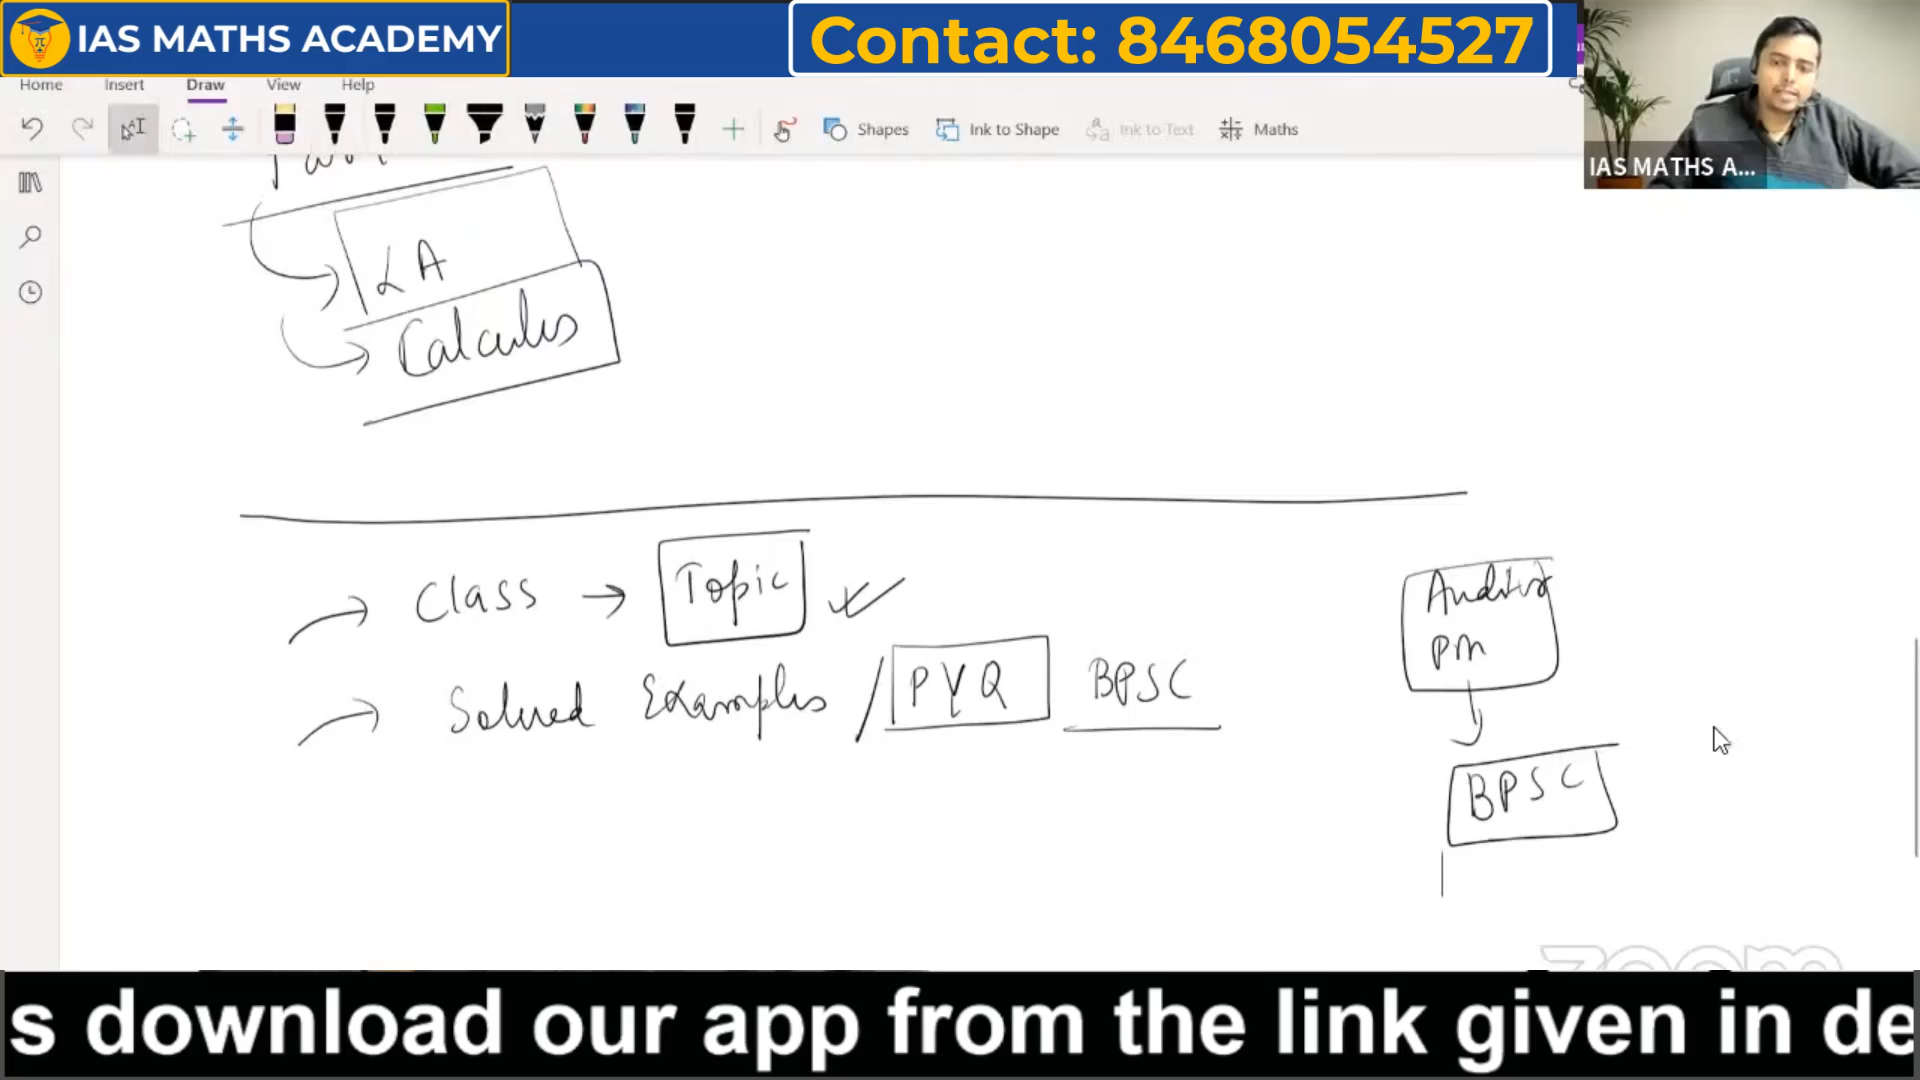 IAS MATHS ACADEMY
Contact: 8468054527
Home Insert Draw View Help
Shapes Ink to Shape Ink to Text Maths
IAS MATHS A...
LA
Calculus
Class → Topic
Solved Examples / PYQ BPSC
Auditor
BPSC
zoom
s download our app from the link given in de